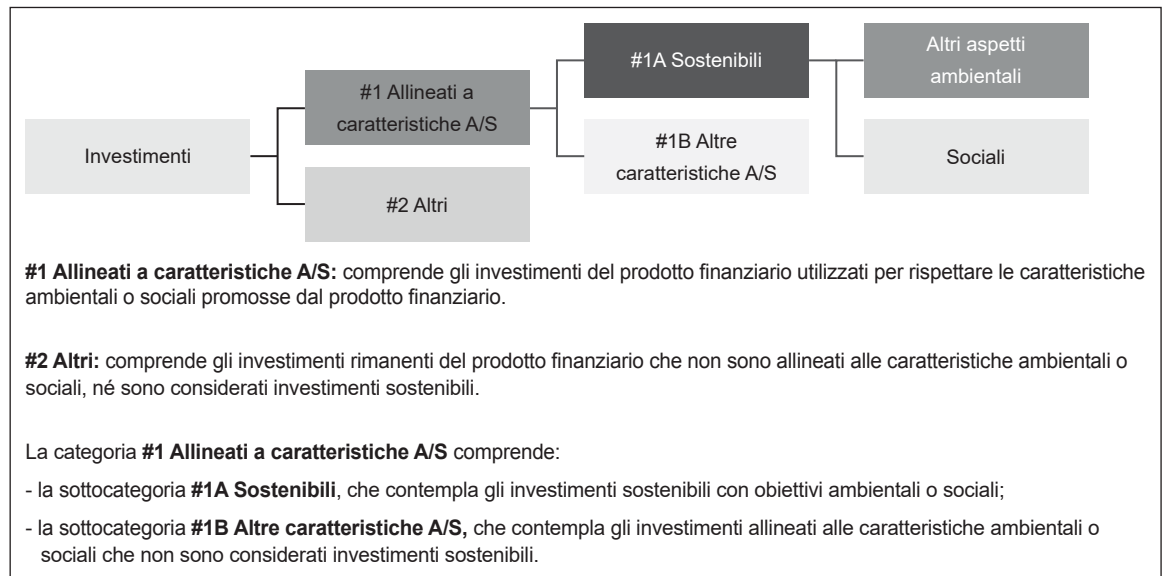 Investimenti
#1 Allineati a
caratteristiche A/S
#2 Altri
#1A Sostenibili
#1B Altre
caratteristiche A/S
Altri aspetti
ambientali
Sociali
#1 Allineati a caratteristiche A/S: comprende gli investimenti del prodotto finanziario utilizzati per rispettare le caratteristiche
ambientali o sociali promosse dal prodotto finanziario.
#2 Altri: comprende gli investimenti rimanenti del prodotto finanziario che non sono allineati alle caratteristiche ambientali o
sociali, né sono considerati investimenti sostenibili.
La categoria #1 Allineati a caratteristiche A/S comprende:
- la sottocategoria #1A Sostenibili, che contempla gli investimenti sostenibili con obiettivi ambientali o sociali;
- la sottocategoria #1B Altre caratteristiche A/S, che contempla gli investimenti allineati alle caratteristiche ambientali o
sociali che non sono considerati investimenti sostenibili.